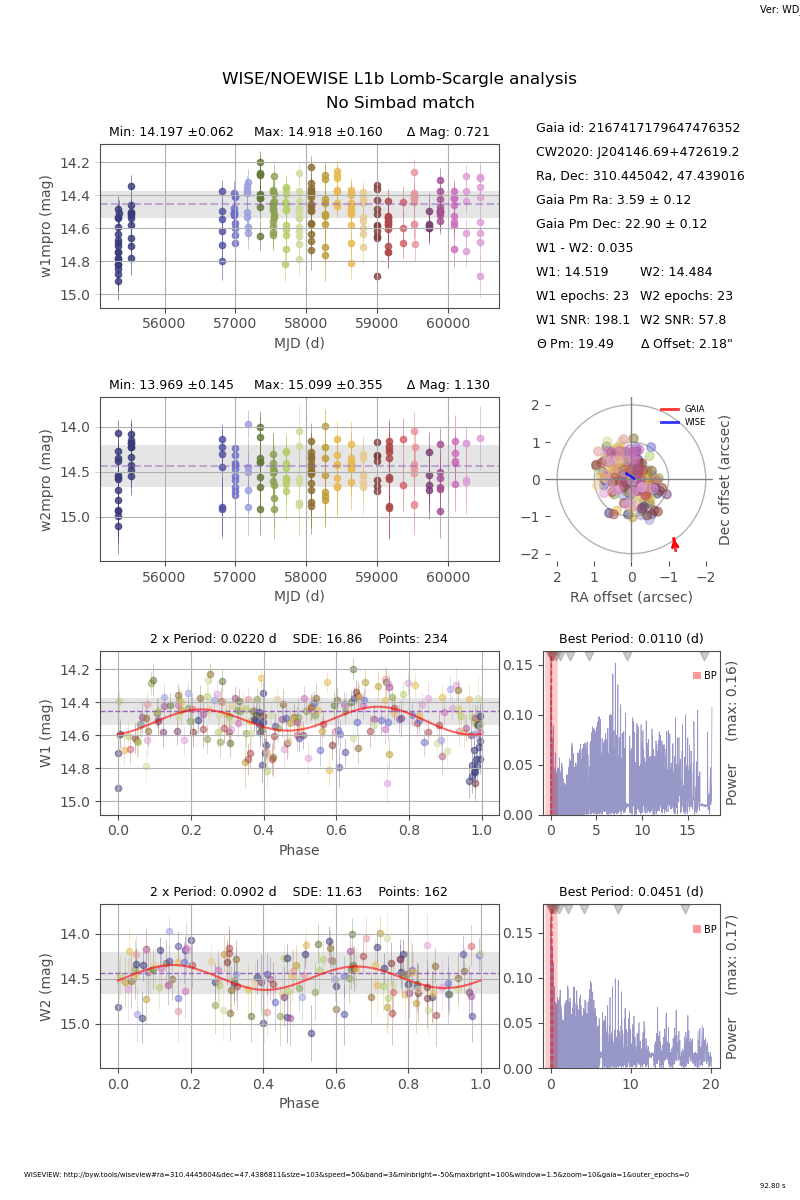 Ver: WD_
WISE/NOEWISE L1b Lomb-Scargle analysis
No Simbad match
Min: 14.197 ±0.062 Max: 14.918 ±0.160 Δ Mag: 0.721
w1mpro (mag)
14.2
14.4
14.6
14.8
15.0
56000 57000 58000 59000 60000
MJD (d)
Gaia id: 2167417179647476352
CW2020: J204146.69+472619.2
Ra, Dec: 310.445042, 47.439016
Gaia Pm Ra: 3.59 ± 0.12
Gaia Pm Dec: 22.90 ± 0.12
W1 - W2: 0.035
W1: 14.519 W2: 14.484
W1 epochs: 23 W2 epochs: 23
W1 SNR: 198.1 W2 SNR: 57.8
Θ Pm: 19.49 Δ Offset: 2.18"
Min: 13.969 ±0.145 Max: 15.099 ±0.355 Δ Mag: 1.130
w2mpro (mag)
14.0
14.5
15.0
56000 57000 58000 59000 60000
MJD (d)
GAIA
WISE
2
1
0
−1
−2
2 1 0 −1 −2
RA offset (arcsec)
Dec offset (arcsec)
2 x Period: 0.0220 d SDE: 16.86 Points: 234
W1 (mag)
14.2
14.4
14.6
14.8
15.0
0.0 0.2 0.4 0.6 0.8 1.0
Phase
Best Period: 0.0110 (d)
BP
0.15
0.10
0.05
0.00
0 5 10 15
Power (max: 0.16)
2 x Period: 0.0902 d SDE: 11.63 Points: 162
W2 (mag)
14.0
14.5
15.0
0.0 0.2 0.4 0.6 0.8 1.0
Phase
Best Period: 0.0451 (d)
BP
0.15
0.10
0.05
0.00
0 10 20
Power (max: 0.17)
WISEVIEW: http://byw.tools/wiseview#ra=310.4445604&dec=47.4386811&size=103&speed=50&band=3&minbright=-50&maxbright=100&window=1.5&zoom=10&gaia=1&outer_epochs=0
92.80 s